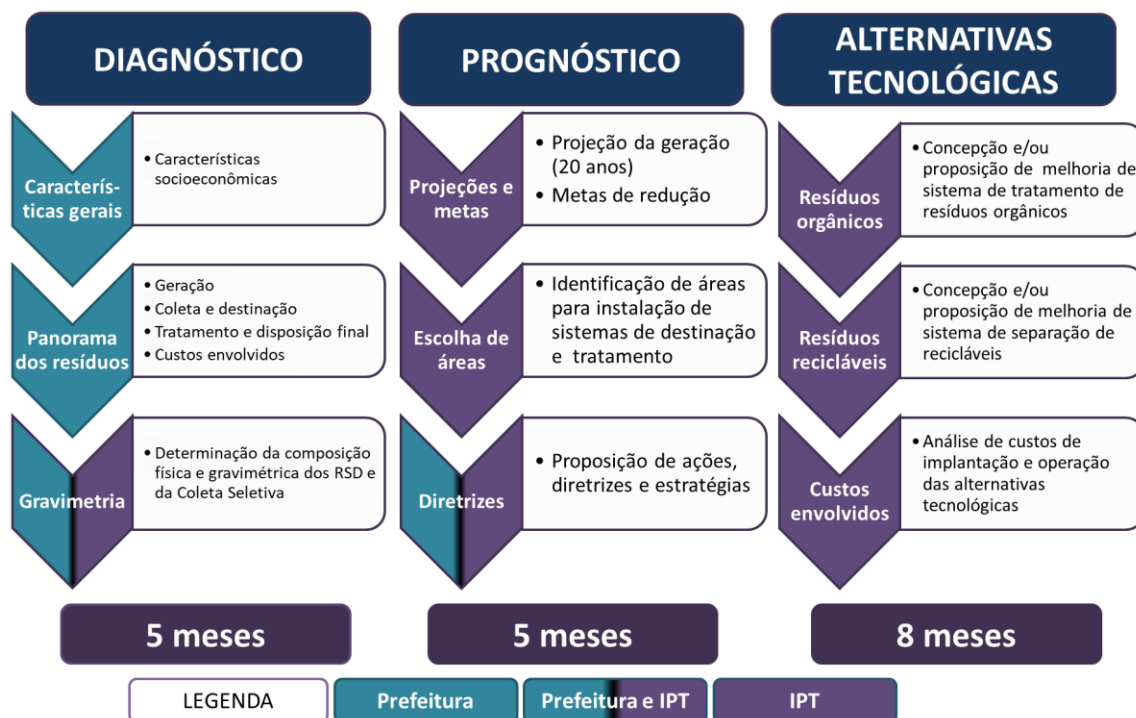 DIAGNÓSTICO
Caracterís-
ticas gerais
• Características
socioeconômicas
Panorama
dos resíduos
• Geração
• Coleta e destinação
• Tratamento e disposição final
• Custos envolvidos
Gravimetria
• Determinação da composição
física e gravimétrica dos RSD e
da Coleta Seletiva
5 meses
PROGNÓSTICO
Projeções e
metas
• Projeção da geração
(20 anos)
• Metas de redução
Escolha de
áreas
• Identificação de áreas
para instalação de
sistemas de destinação
e tratamento
Diretrizes
• Proposição de ações,
diretrizes e estratégias
5 meses
ALTERNATIVAS
TECNOLÓGICAS
Resíduos
orgânicos
• Concepção e/ou
proposição de melhoria de
sistema de tratamento de
resíduos orgânicos
Resíduos
recicláveis
• Concepção e/ou
proposição de melhoria de
sistema de separação de
recicláveis
Custos
envolvidos
• Análise de custos de
implantação e operação
das alternativas
tecnológicas
8 meses
LEGENDA
Prefeitura
Prefeitura e IPT
IPT